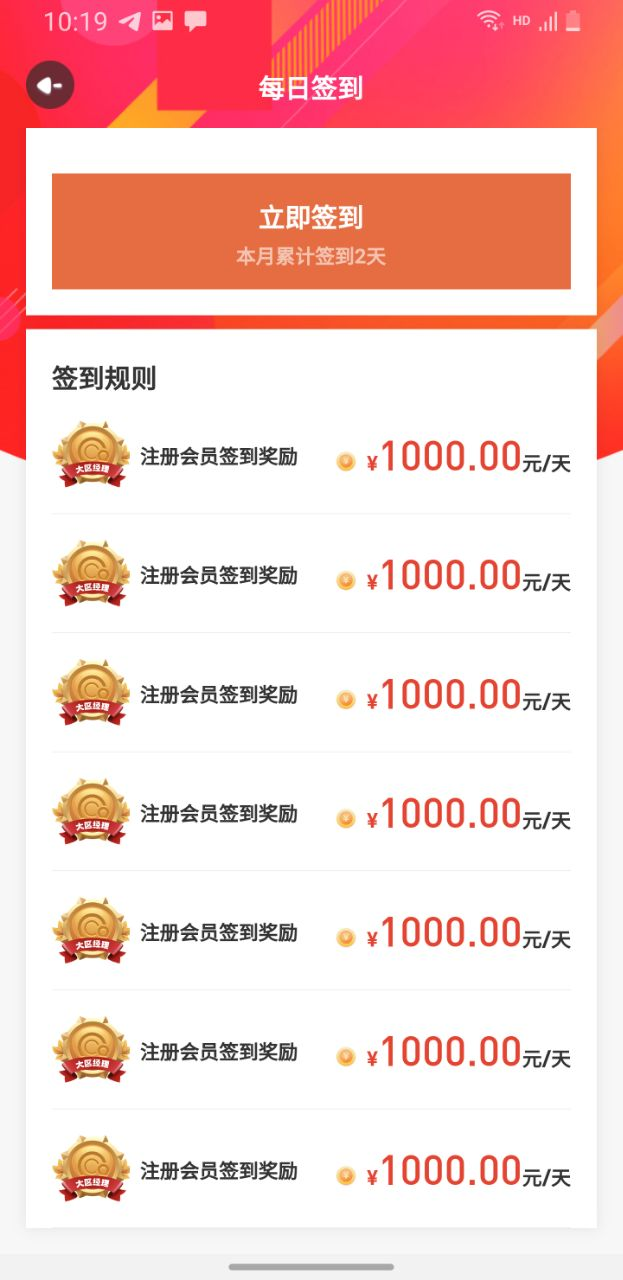 10:19 HD
每日签到
立即签到
本月累计签到2天
签到规则
大区经理 注册会员签到奖励 ¥1000.00元/天
大区经理 注册会员签到奖励 ¥1000.00元/天
大区经理 注册会员签到奖励 ¥1000.00元/天
大区经理 注册会员签到奖励 ¥1000.00元/天
大区经理 注册会员签到奖励 ¥1000.00元/天
大区经理 注册会员签到奖励 ¥1000.00元/天
大区经理 注册会员签到奖励 ¥1000.00元/天